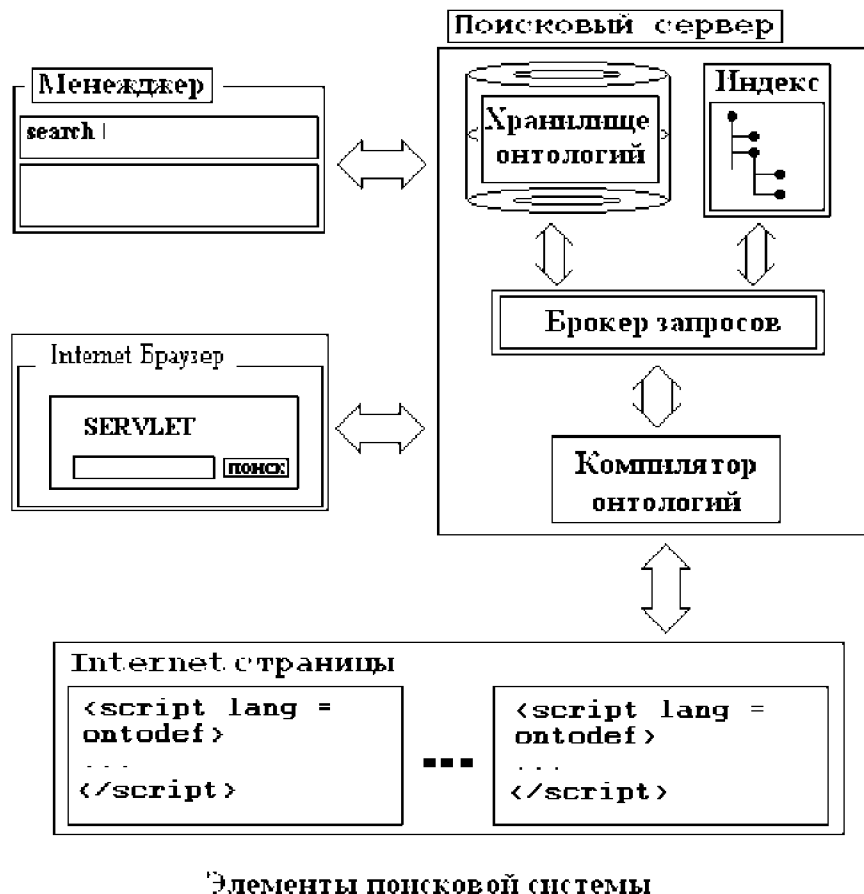 Поисковый сервер
Менежджер
search
Хранилище
онтологий
Индекс
Брокер запросов
Internet Браузер
SERVLET
поиск
Компилятор
онтологий
Internet страницы
<script lang =
ontodef>
...
</script>
<script lang =
ontodef>
...
</script>
Элементы поисковой системы